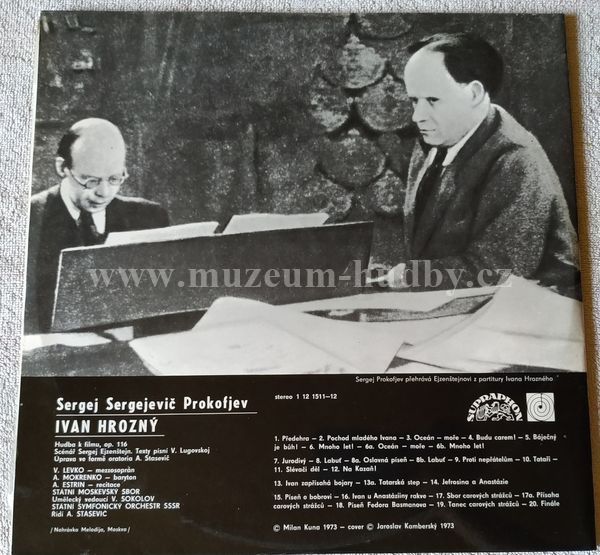 www.muzeum-hudby.cz
Sergej Prokofjev přehrává Ejzenštejnovi z partitury Ivana Hrozného
Sergej Sergejevič Prokofjev
stereo 1 12 1511—12
SUPRAPHON
IVAN HROZNÝ
Hudba k filmu, op. 116
Scénář Sergej Ejzenštejn. Texty písní V. Lugovskoj
Úprava ve formě oratoria A. Stasevič
V. LEVKO — mezzosoprán
A. MOKRENKO — baryton
A. ESTRIN — recitace
STÁTNÍ MOSKEVSKÝ SBOR
Umělecký vedoucí V. SOKOLOV
STÁTNÍ SYMFONICKÝ ORCHESTR SSSR
Řídí A. STASEVIČ
/Nahrávka Melodija, Moskva/
1. Předehra — 2. Pochod mladého Ivana — 3. Oceán — moře — 4. Budu carem! — 5. Báječný
je bůh! — 6. Mnoho let! — 6a. Oceán — moře — 6b. Mnoho let!
7. Jurodivý — 8. Labuť — 8a. Oslavná píseň — 8b. Labuť — 9. Proti nepřátelům — 10. Tataři —
11. Slévači děl — 12. Na Kazaň!
13. Ivan zapřísahá bojary — 13a. Tatarská step — 14. Jefrosina a Anastázie
15. Píseň o bobrovi — 16. Ivan u Anastáziiny rakve — 17. Sbor carových strážců — 17a. Přísaha
carových strážců — 18. Píseň Fedora Basmanova — 19. Tanec carových strážců — 20. Finále
© Milan Kuna 1973 — cover © Jaroslav Kamberský 1973